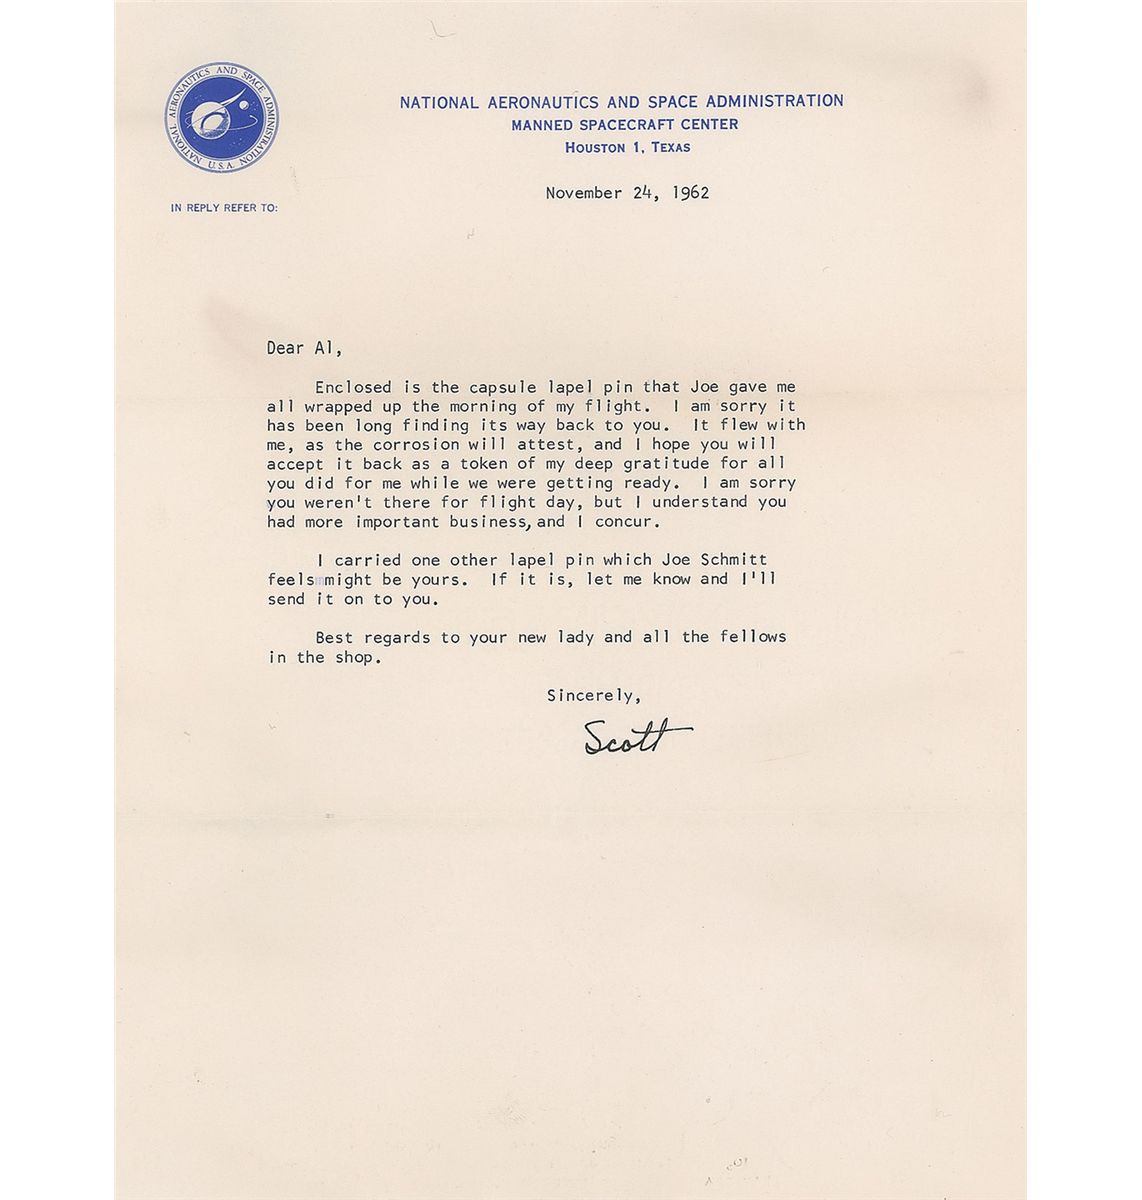 NATIONAL AERONAUTICS AND SPACE ADMINISTRATION
U.S.A.
NATIONAL AERONAUTICS AND SPACE ADMINISTRATION
MANNED SPACECRAFT CENTER
HOUSTON 1, TEXAS
IN REPLY REFER TO:
November 24, 1962
Dear Al,
Enclosed is the capsule lapel pin that Joe gave me
all wrapped up the morning of my flight. I am sorry it
has been long finding its way back to you. It flew with
me, as the corrosion will attest, and I hope you will
accept it back as a token of my deep gratitude for all
you did for me while we were getting ready. I am sorry
you weren't there for flight day, but I understand you
had more important business, and I concur.
I carried one other lapel pin which Joe Schmitt
feelsmmight be yours. If it is, let me know and I'll
send it on to you.
Best regards to your new lady and all the fellows
in the shop.
Sincerely,
Scott